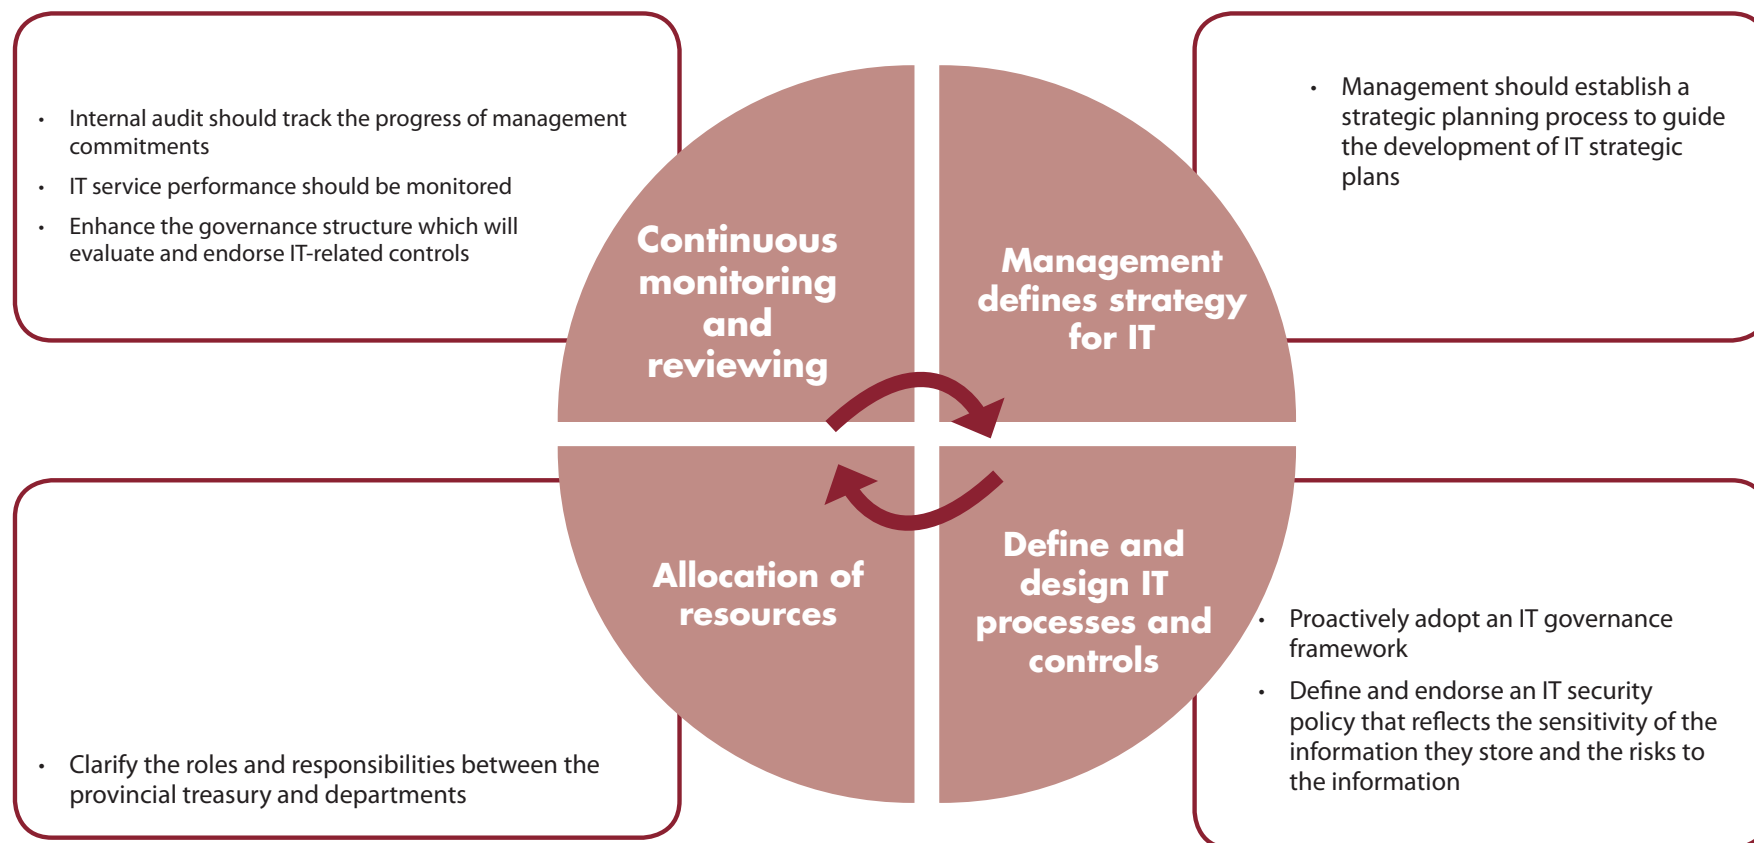 • Internal audit should track the progress of management
commitments
• IT service performance should be monitored
• Enhance the governance structure which will
evaluate and endorse IT-related controls
Continuous
monitoring
and
reviewing
Management
defines strategy
for IT
• Management should establish a
strategic planning process to guide
the development of IT strategic
plans
• Clarify the roles and responsibilities between the
provincial treasury and departments
Allocation of
resources
Define and
design IT
processes and
controls
• Proactively adopt an IT governance
framework
• Define and endorse an IT security
policy that reflects the sensitivity of the
information they store and the risks to
the information